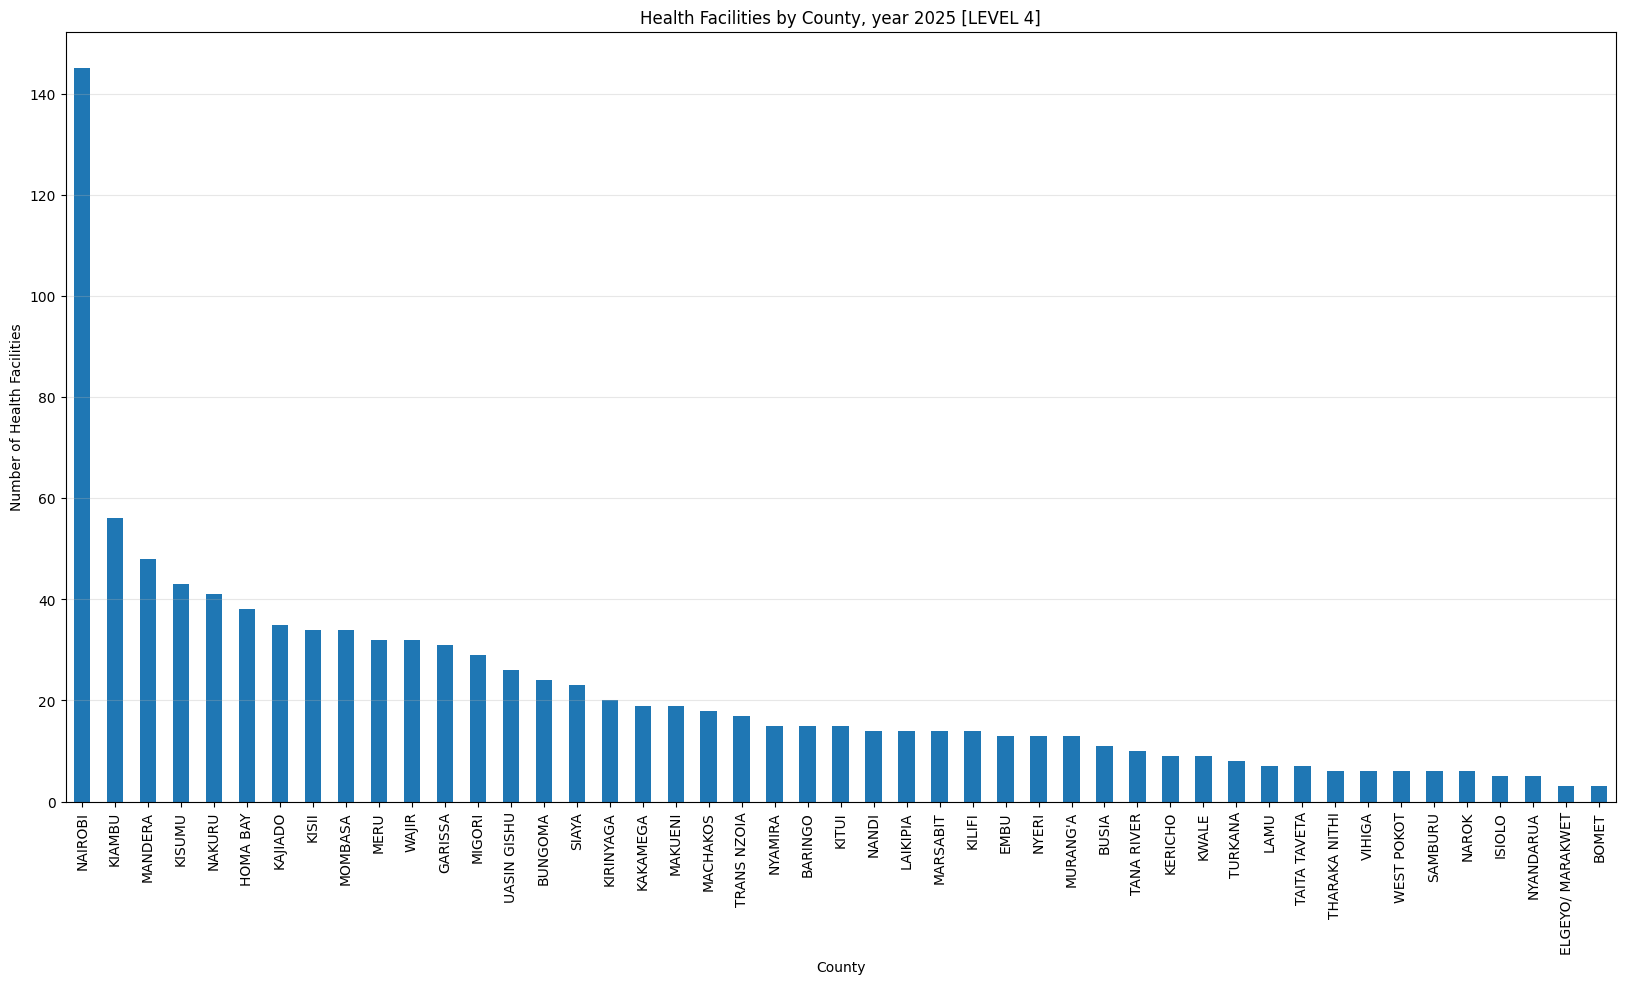 Health Facilities by County, year 2025 [LEVEL 4]
Number of Health Facilities
140
120
100
80
60
40
20
0
NAIROBI
KIAMBU
MANDERA
KISUMU
NAKURU
HOMA BAY
KAJIADO
KISII
MOMBASA
MERU
WAJIR
GARISSA
MIGORI
UASIN GISHU
BUNGOMA
SIAYA
KIRINYAGA
KAKAMEGA
MAKUENI
MACHAKOS
TRANS NZOIA
NYAMIRA
BARINGO
KITUI
NANDI
LAIKIPIA
MARSABIT
KILIFI
EMBU
NYERI
MURANG'A
BUSIA
TANA RIVER
KERICHO
KWALE
TURKANA
LAMU
TAITA TAVETA
THARAKA NITHI
VIHIGA
WEST POKOT
SAMBURU
NAROK
ISIOLO
NYANDARUA
ELGEYO/ MARAKWET
BOMET
County